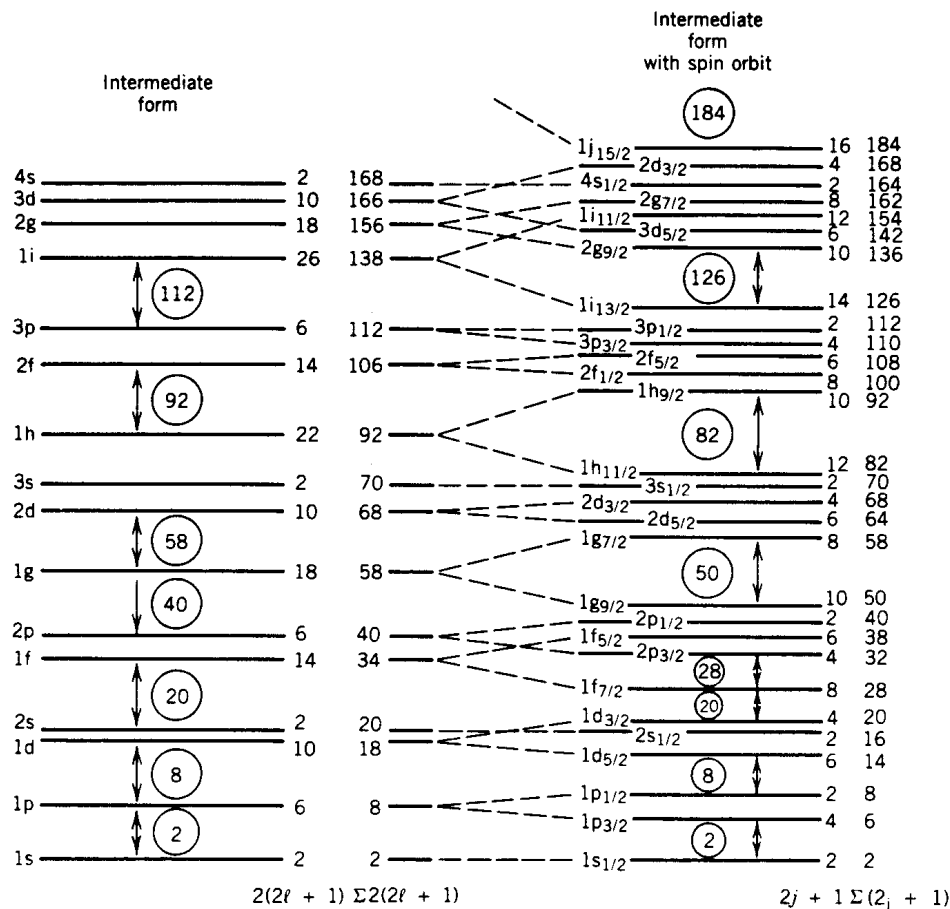 Intermediate
form
Intermediate
form
with spin orbit
184
1j15/2 16 184
2d3/2 4 168
4s 2 168 4s1/2 2 164
3d 10 166 2g7/2 8 162
1i11/2 12 154
2g 18 156 3d5/2 6 142
2g9/2 10 136
1i 26 138
126
112
1i13/2 14 126
3p 6 112 3p1/2 2 112
3p3/2 4 110
2f 14 106 2f5/2 6 108
2f1/2 8 100
1h9/2 10 92
92
1h 22 92
82
1h11/2 12 82
3s 2 70 3s1/2 2 70
2d 10 68 2d3/2 4 68
2d5/2 6 64
58
1g7/2 8 58
1g 18 58
50
40
1g9/2 10 50
2p 6 40 2p1/2 2 40
1f5/2 6 38
1f 14 34 2p3/2 4 32
28
1f7/2 8 28
20
20
1d3/2 4 20
2s 2 20 2s1/2 2 16
1d 10 18 1d5/2 6 14
8
8
1p 6 8 1p1/2 2 8
1p3/2 4 6
2
2
1s 2 2 1s1/2 2 2
2(2ℓ + 1) Σ2(2ℓ + 1) 2j + 1 Σ(2j + 1)